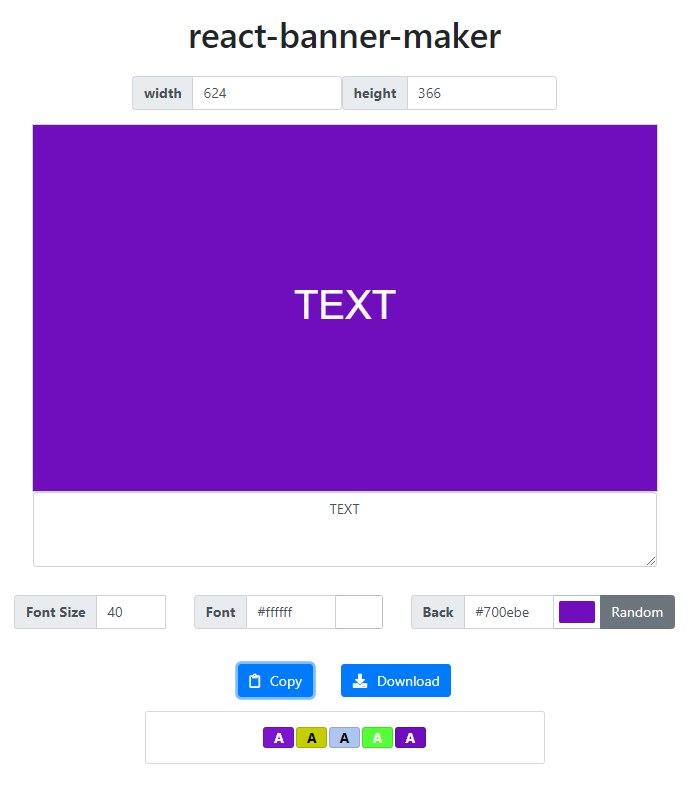 react-banner-maker
width 624 height 366
TEXT
TEXT
Font Size 40 Font #ffffff Back #700ebe Random
Copy Download
A A A A A